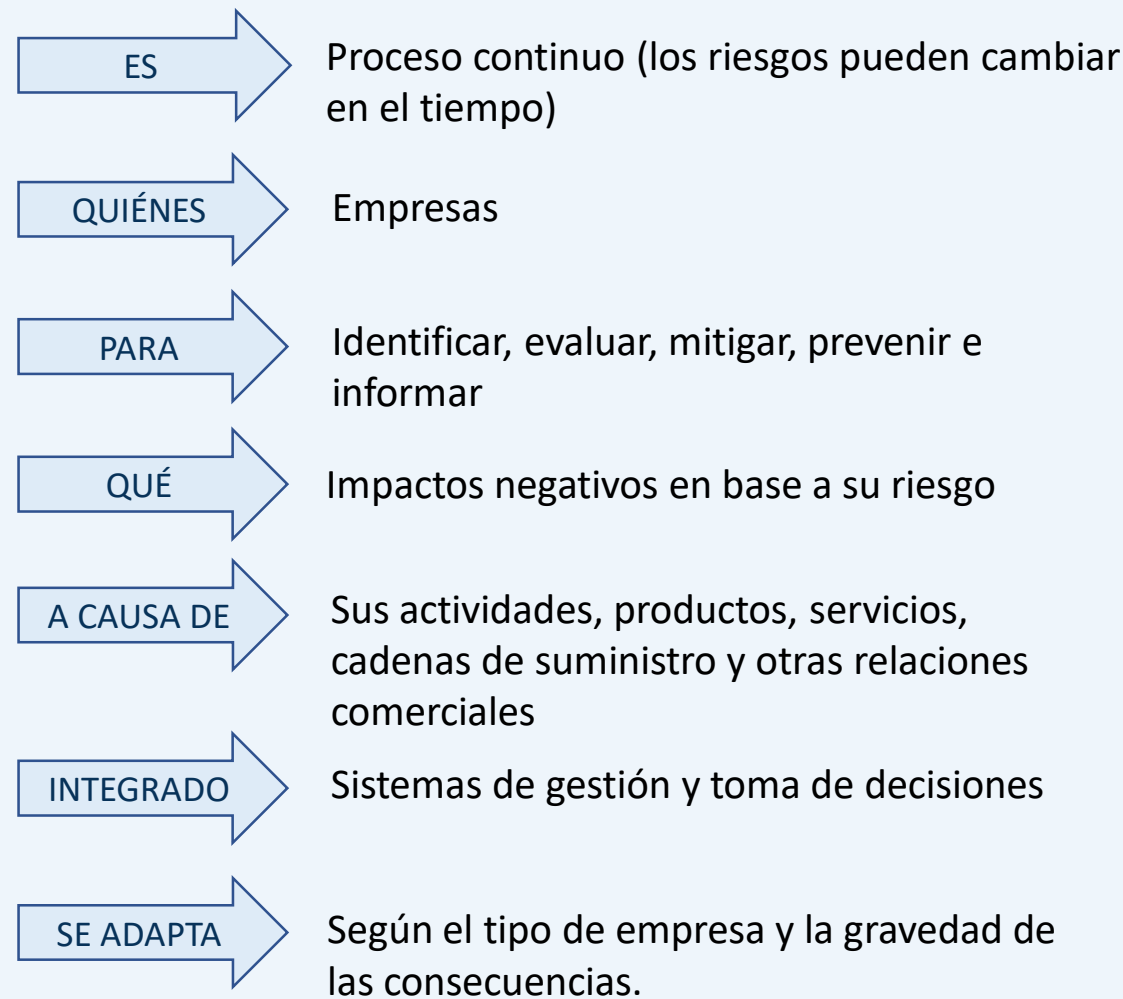 ES
Proceso continuo (los riesgos pueden cambiar
en el tiempo)
QUIÉNES
Empresas
PARA
Identificar, evaluar, mitigar, prevenir e
informar
QUÉ
Impactos negativos en base a su riesgo
A CAUSA DE
Sus actividades, productos, servicios,
cadenas de suministro y otras relaciones
comerciales
INTEGRADO
Sistemas de gestión y toma de decisiones
SE ADAPTA
Según el tipo de empresa y la gravedad de
las consecuencias.